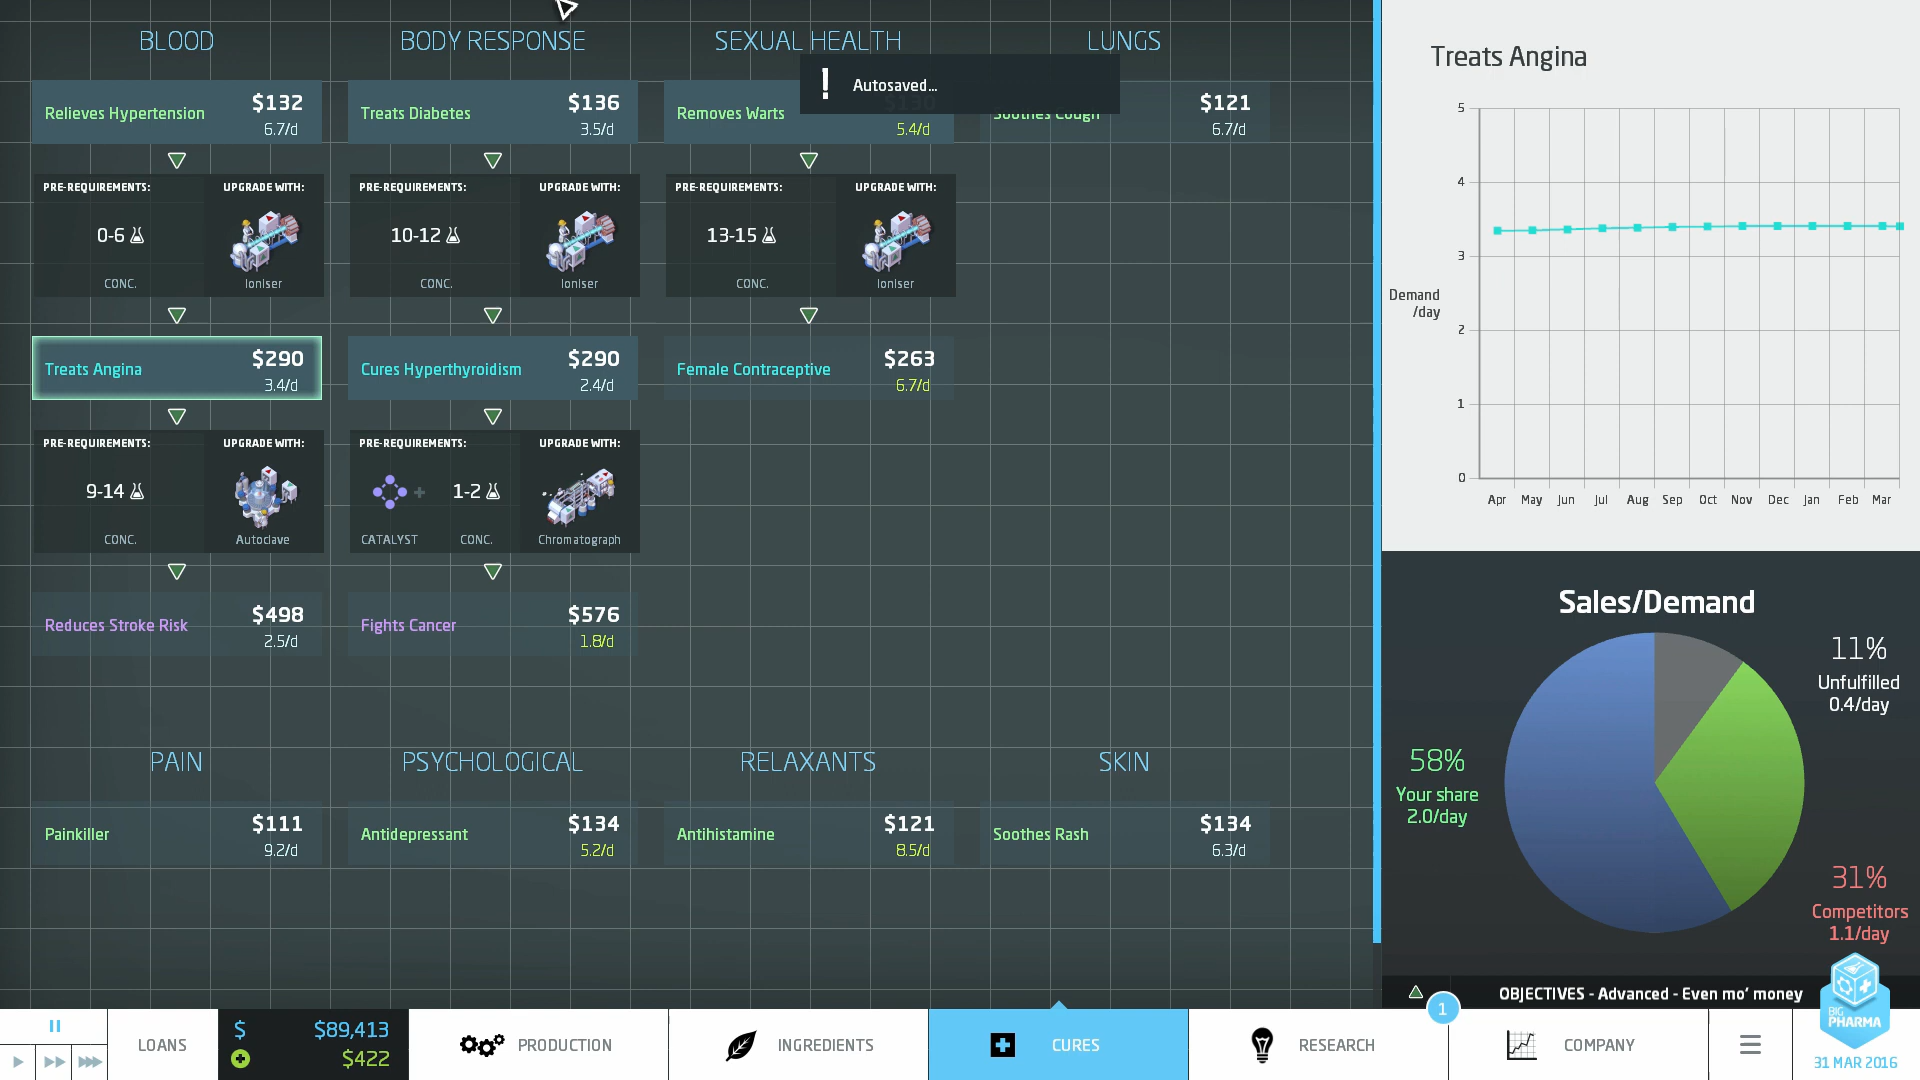 BLOOD
BODY RESPONSE
SEXUAL HEALTH
LUNGS
Autosaved...
Relieves Hypertension
$132
6.7/d
Treats Diabetes
$136
3.5/d
Removes Warts
$130
5.4/d
Soothes Cough
$121
6.7/d
PRE-REQUIREMENTS:
UPGRADE WITH:
0-6
CONC.
Ioniser
PRE-REQUIREMENTS:
UPGRADE WITH:
10-12
CONC.
Ioniser
PRE-REQUIREMENTS:
UPGRADE WITH:
13-15
CONC.
Ioniser
Treats Angina
$290
3.4/d
Cures Hyperthyroidism
$290
2.4/d
Female Contraceptive
$263
6.7/d
PRE-REQUIREMENTS:
UPGRADE WITH:
9-14
CONC.
Autoclave
PRE-REQUIREMENTS:
UPGRADE WITH:
+
1-2
CATALYST
CONC.
Chromatograph
Reduces Stroke Risk
$498
2.5/d
Fights Cancer
$576
1.8/d
PAIN
PSYCHOLOGICAL
RELAXANTS
SKIN
Painkiller
$111
9.2/d
Antidepressant
$134
5.2/d
Antihistamine
$121
8.5/d
Soothes Rash
$134
6.3/d
Treats Angina
5
4
3
Demand
/day
2
1
0
Apr May Jun Jul Aug Sep Oct Nov Dec Jan Feb Mar
Sales/Demand
11%
Unfulfilled
0.4/day
58%
Your share
2.0/day
31%
Competitors
1.1/day
1
OBJECTIVES - Advanced - Even mo' money
BIG
PHARMA
31 MAR 2016
LOANS
$ $89,413
$422
PRODUCTION
INGREDIENTS
CURES
RESEARCH
COMPANY